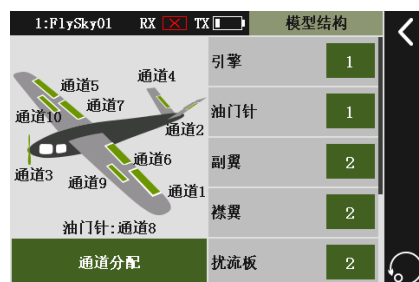 1:FlySky01 RX TX 模型结构
通道5
通道4
通道7
通道10
通道2
通道6
通道3
通道9
通道1
油门针:通道8
通道分配
引擎 1
油门针 1
副翼 2
襟翼 2
扰流板 2